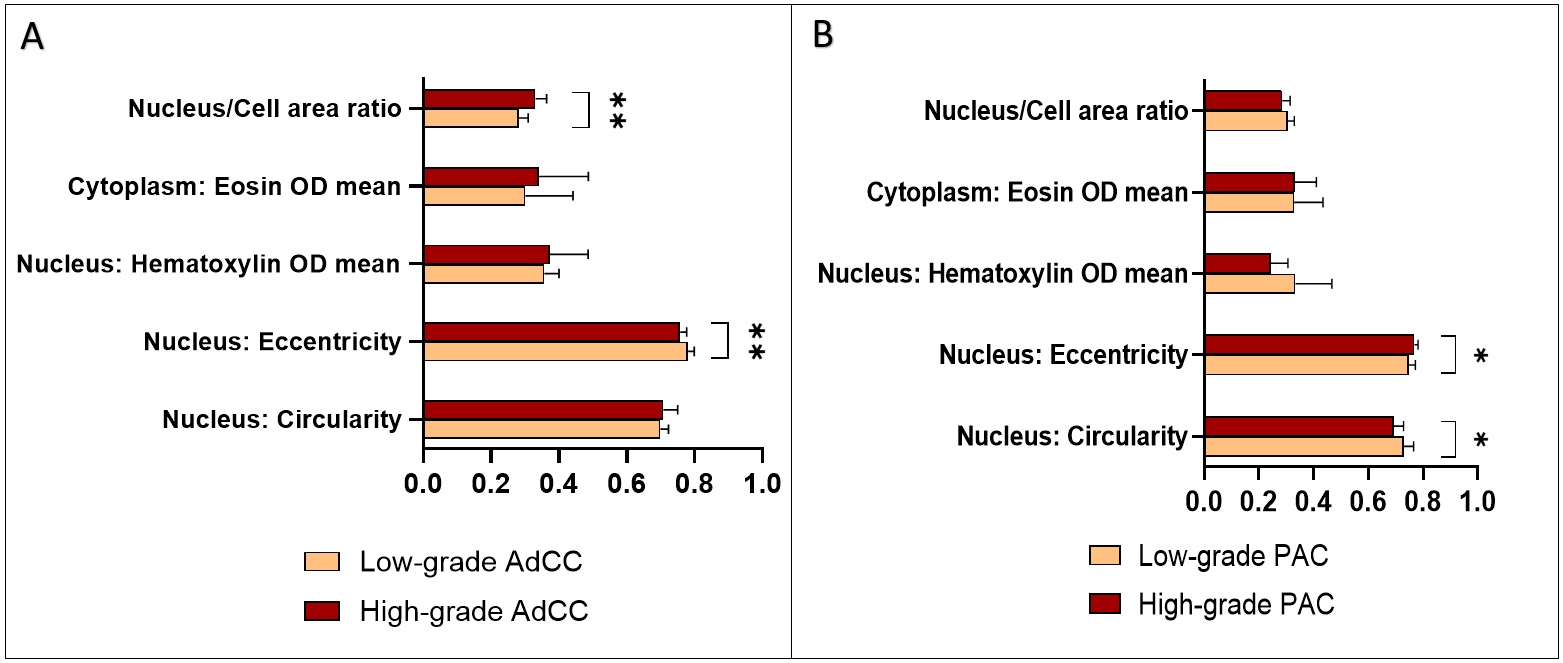 A
Nucleus/Cell area ratio
**
Cytoplasm: Eosin OD mean
Nucleus: Hematoxylin OD mean
Nucleus: Eccentricity
**
Nucleus: Circularity
0.0 0.2 0.4 0.6 0.8 1.0
Low-grade AdCC
High-grade AdCC
B
Nucleus/Cell area ratio
Cytoplasm: Eosin OD mean
Nucleus: Hematoxylin OD mean
Nucleus: Eccentricity
*
Nucleus: Circularity
*
0.0 0.2 0.4 0.6 0.8 1.0
Low-grade PAC
High-grade PAC